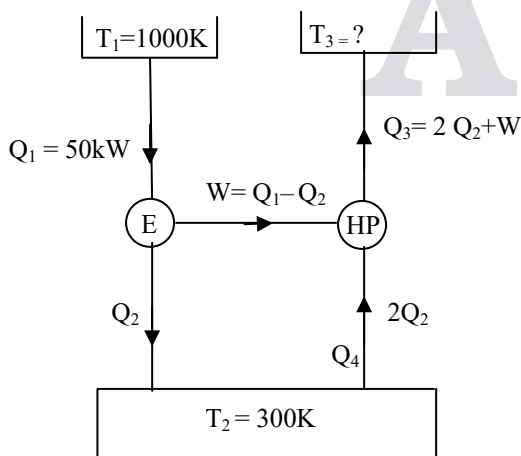 T₁=1000K
T₃ = ?
Q₁ = 50kW
Q₃= 2 Q₂+W
W= Q₁–Q₂
E
HP
Q₂
2Q₂
Q₄
T₂ = 300K
A